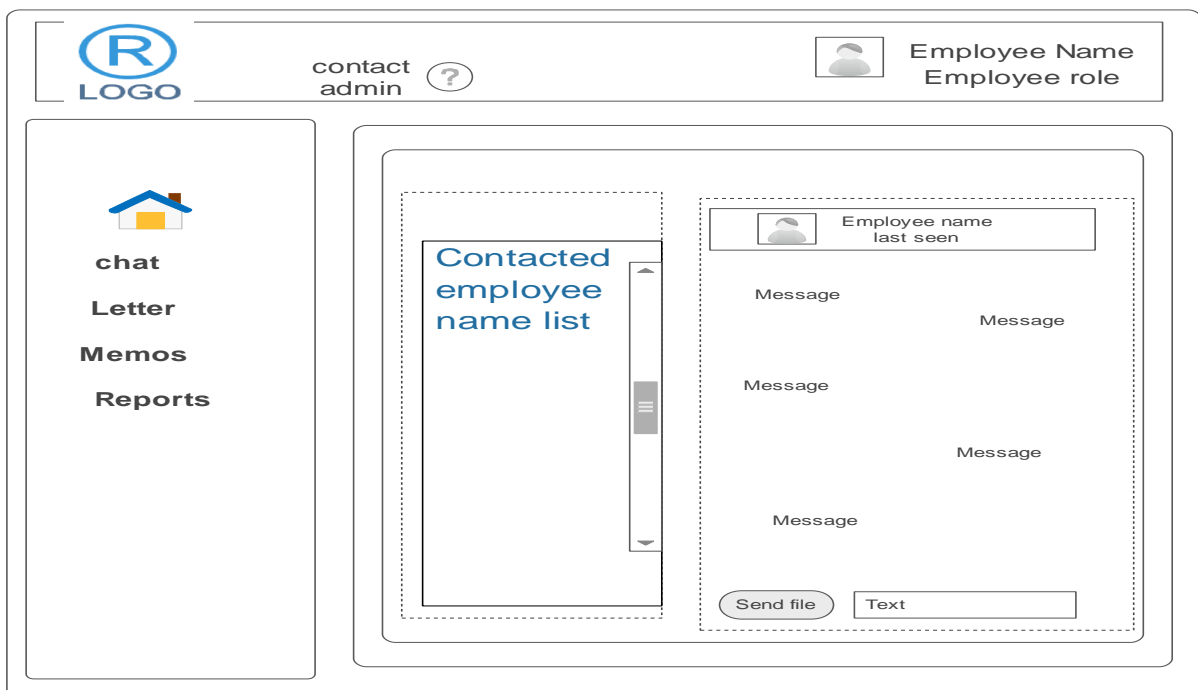 R
LOGO
contact
admin
?
Employee Name
Employee role
chat
Letter
Memos
Reports
Contacted
employee
name list
Employee name
last seen
Message
Message
Message
Message
Message
Send file
Text